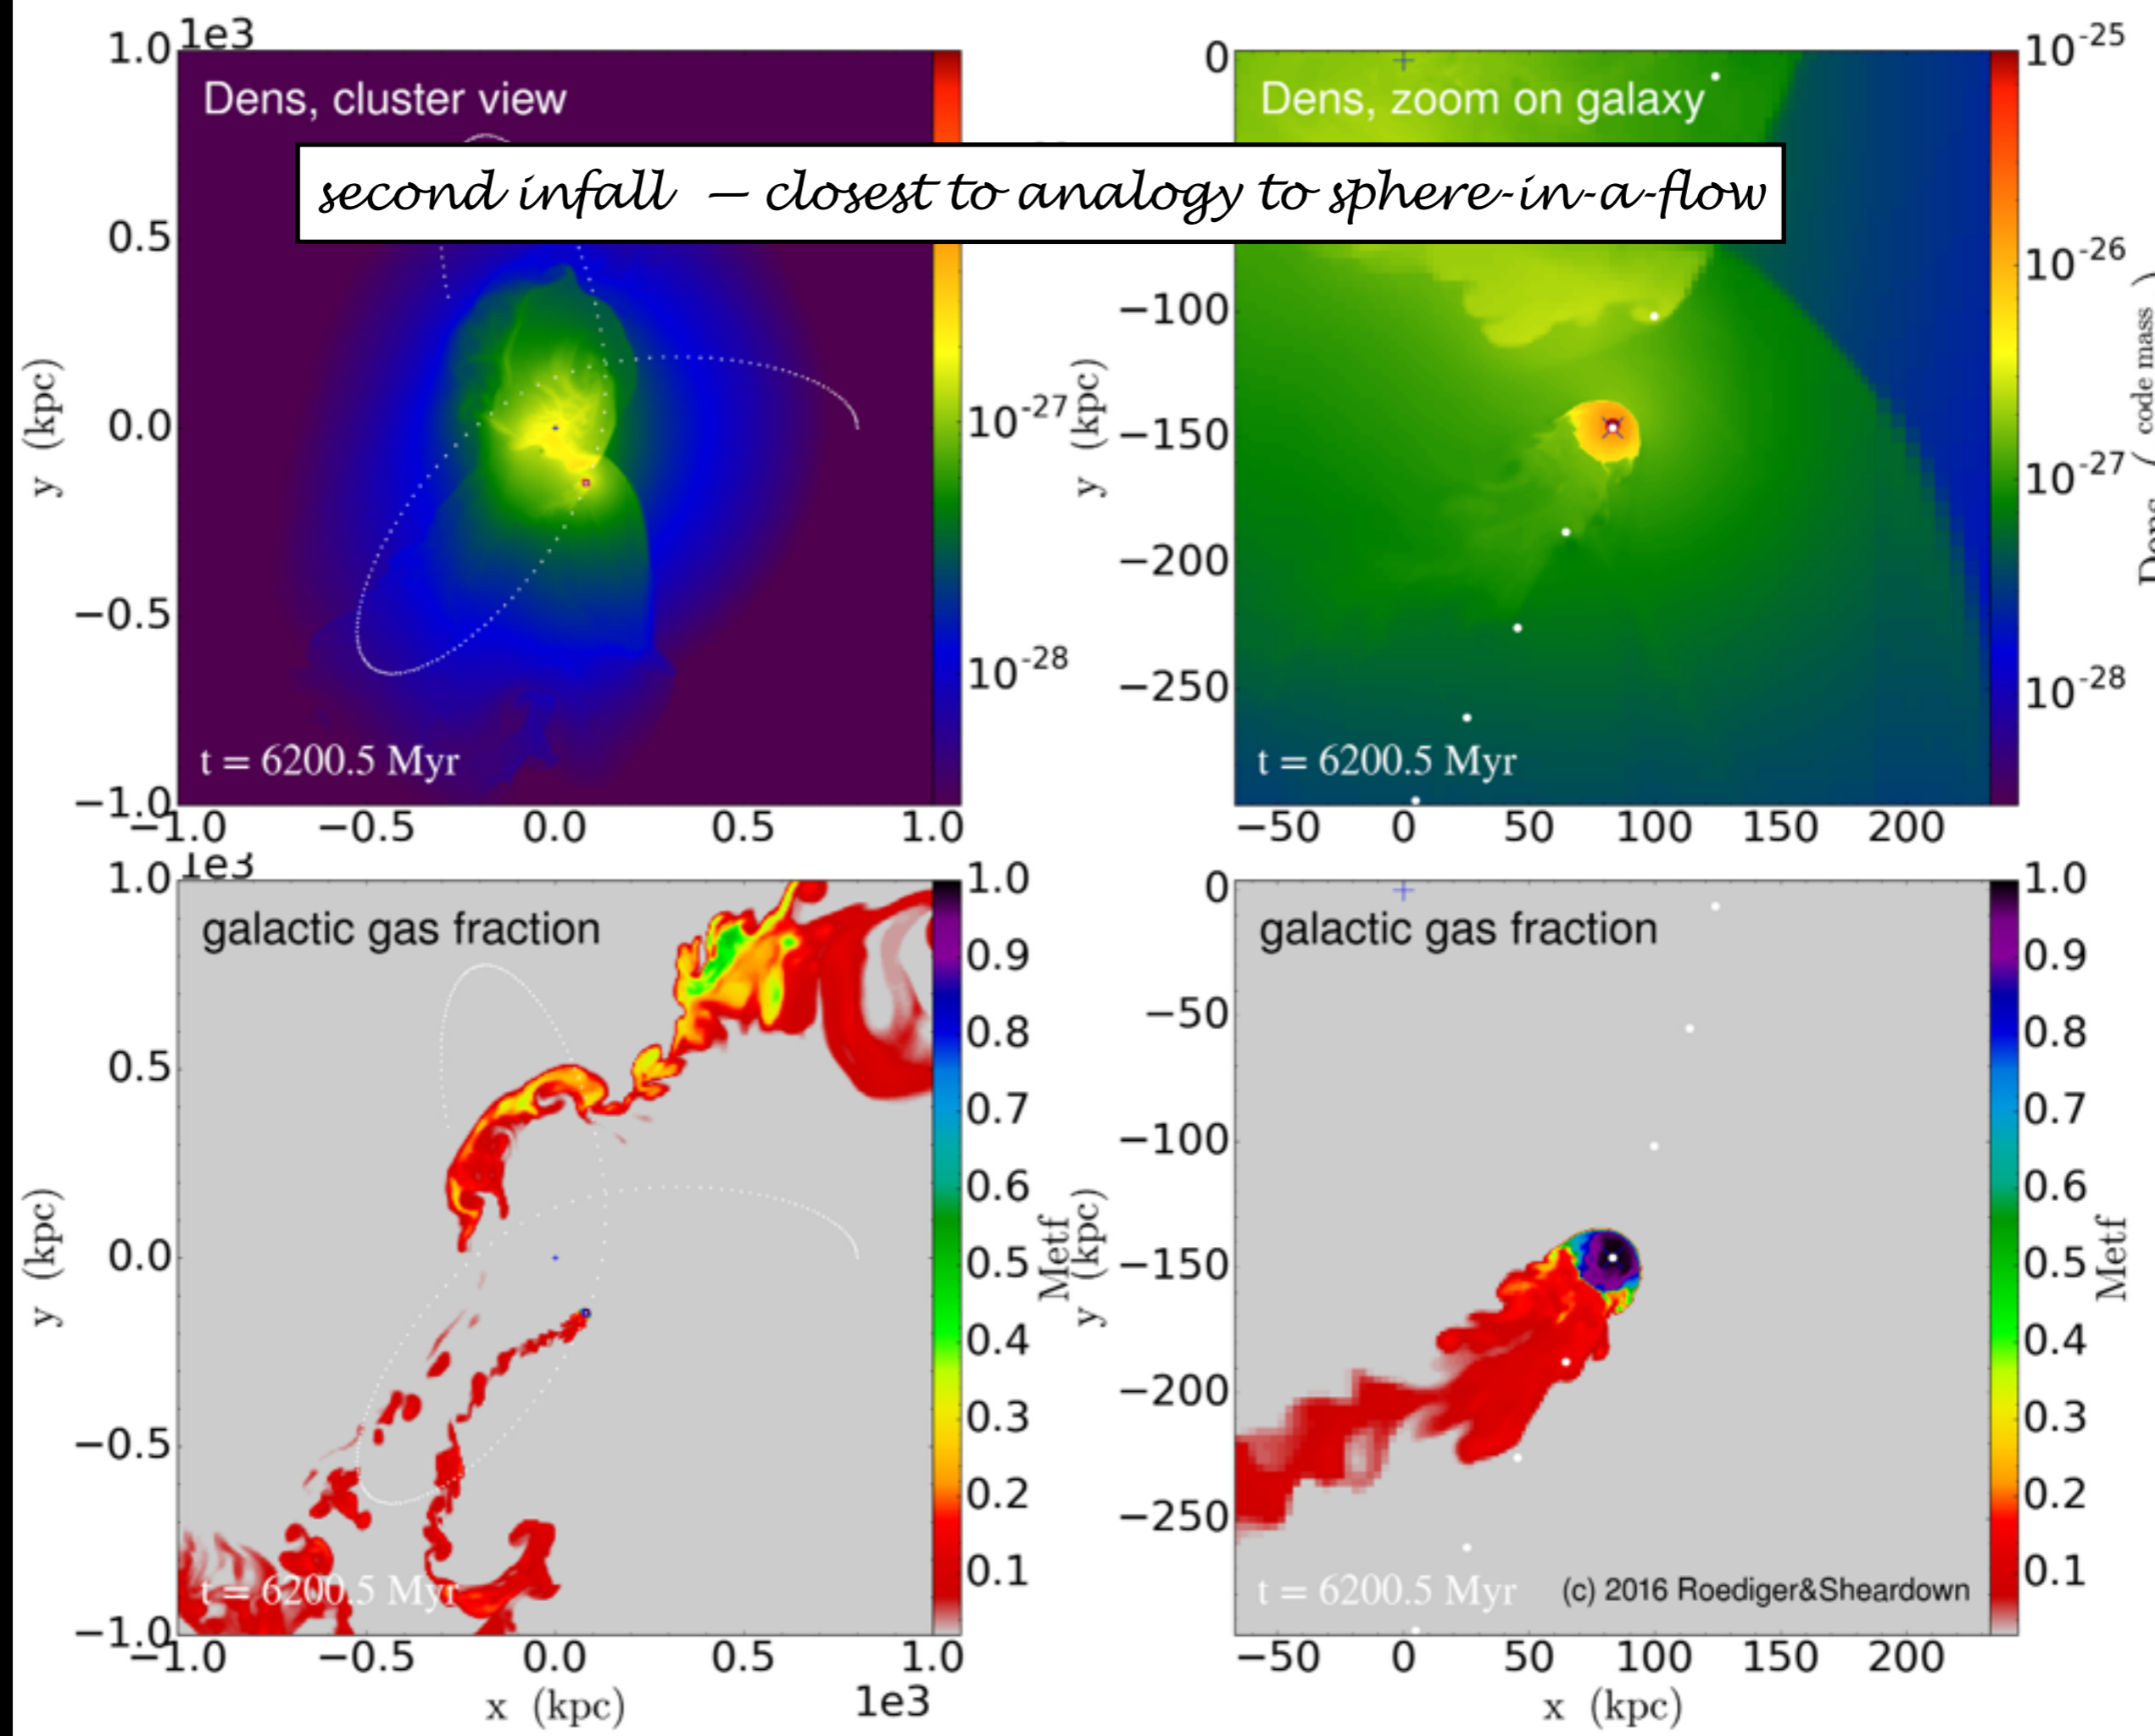 1e3
1.0
0.5
0.0
−0.5
−1.0
y (kpc)
Dens, cluster view
t = 6200.5 Myr
−1.0 −0.5 0.0 0.5 1.0
10-27
10-28
second infall — closest to analogy to sphere-in-a-flow
0
−100
−150
−200
−250
y (kpc)
Dens, zoom on galaxy
t = 6200.5 Myr
−50 0 50 100 150 200
10-25
10-26
10-27
10-28
( code mass )
1e3
1.0
0.5
0.0
−0.5
−1.0
y (kpc)
galactic gas fraction
t = 6200.5 Myr
−1.0 −0.5 0.0 0.5 1.0
x (kpc)
1e3
1.0
0.9
0.8
0.7
0.6
0.5
0.4
0.3
0.2
0.1
Metf
0
−50
−100
−150
−200
−250
y (kpc)
galactic gas fraction
t = 6200.5 Myr
(c) 2016 Roediger&Sheardown
−50 0 50 100 150 200
x (kpc)
1.0
0.9
0.8
0.7
0.6
0.5
0.4
0.3
0.2
0.1
Metf